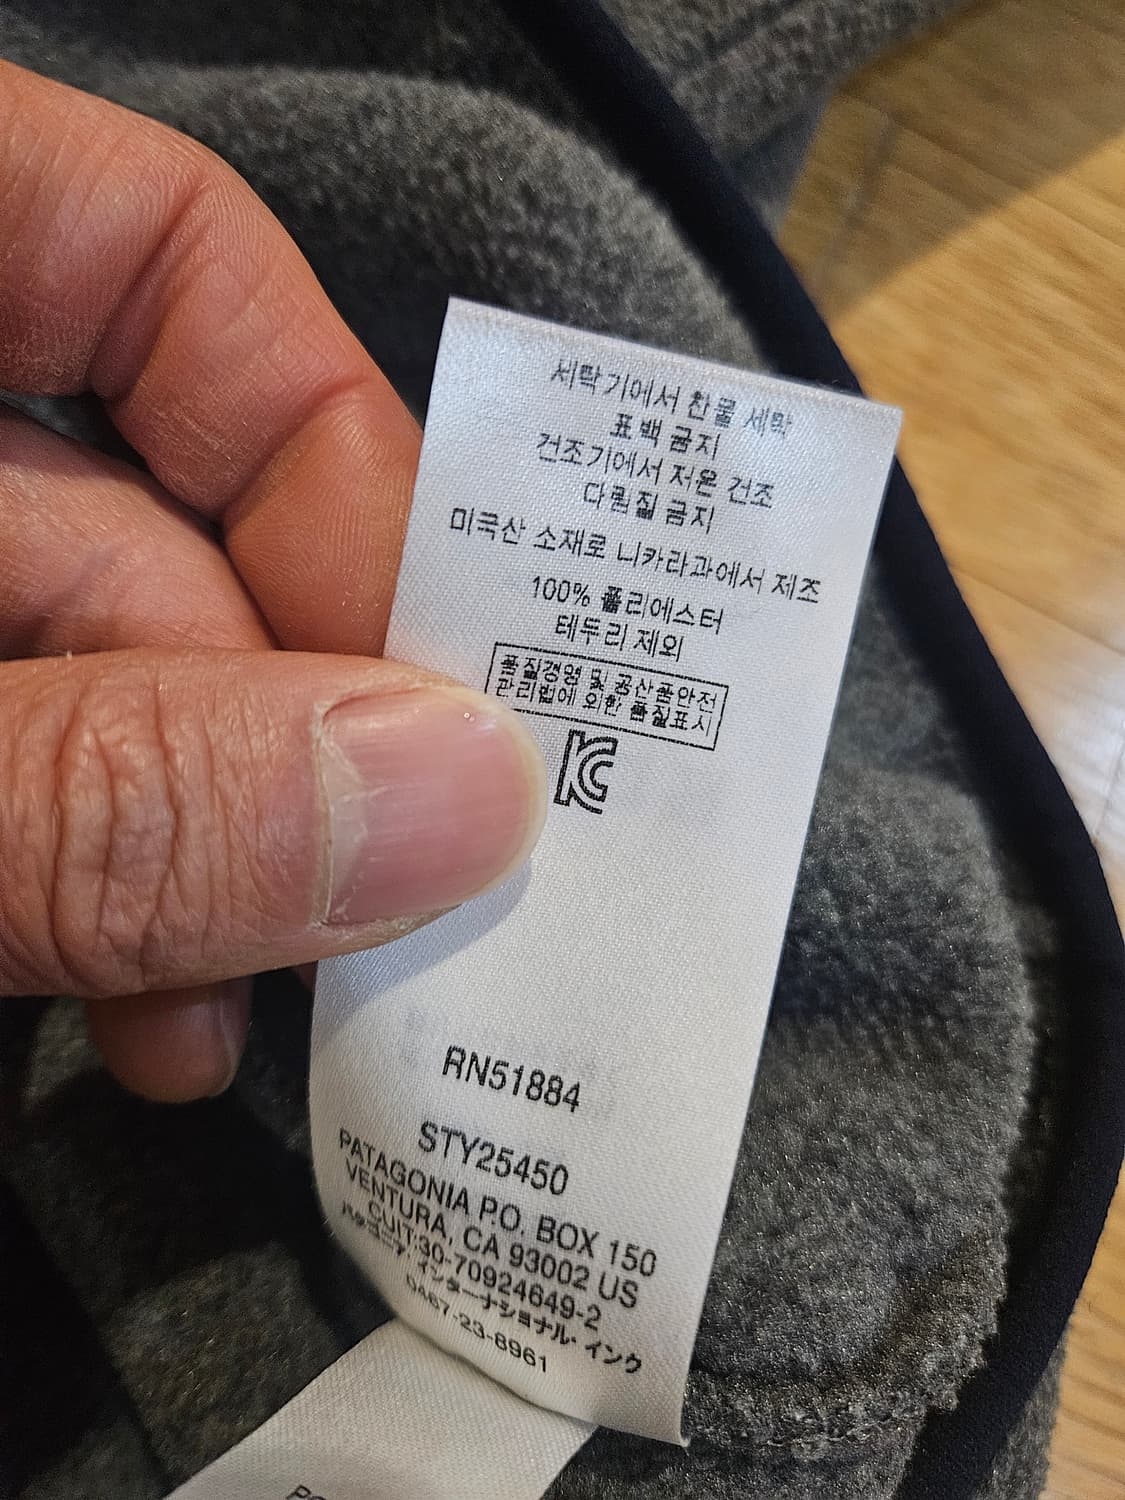 세탁기에서 찬물 세탁
표백 금지
건조기에서 저온 건조
다림질 금지
미국산 소재로 니카라과에서 제조
100% 폴리에스터
테두리 제외
품질경영 및 공산품안전
관리법에 의한 품질표시
KC
RN51884
STY25450
PATAGONIA P.O. BOX 150
VENTURA, CA 93002 US
CUIT:30-70924649-2
パタゴニア・インターナショナル・インク
0467-23-8961